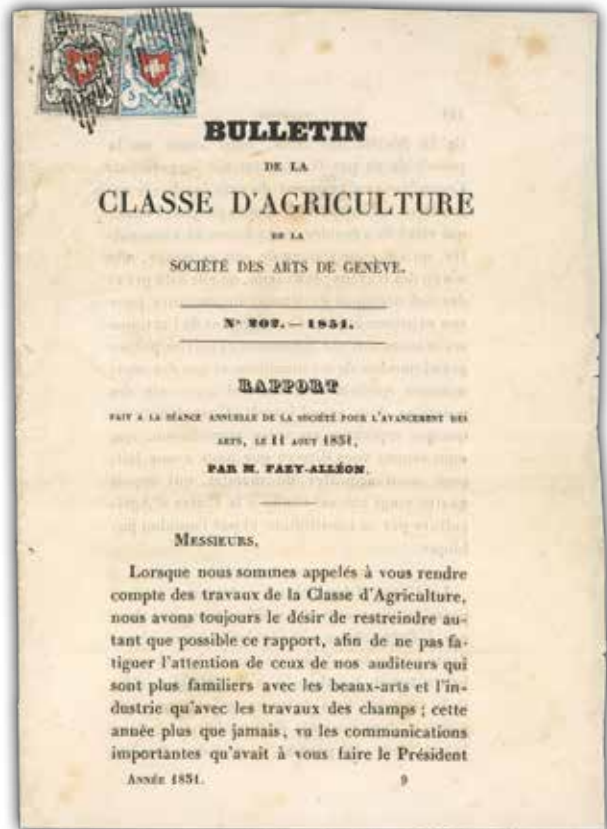 BULLETIN
DE LA
CLASSE D'AGRICULTURE
DE LA
SOCIÉTÉ DES ARTS DE GENÈVE.
N° 202. — 1851.
RAPPORT
FAIT A LA SÉANCE ANNUELLE DE LA SOCIÉTÉ POUR L'AVANCEMENT DES
ARTS, LE 11 AOUT 1851,
PAR M. FAZY-ALLÉON.
MESSIEURS,
Lorsque nous sommes appelés à vous rendre
compte des travaux de la Classe d'Agriculture,
nous avons toujours le désir de restreindre au-
tant que possible ce rapport, afin de ne pas fa-
tiguer l'attention de ceux de nos auditeurs qui
sont plus familiers avec les beaux-arts et l'in-
dustrie qu'avec les travaux des champs ; cette
année plus que jamais, vu les communications
importantes qu'avait à vous faire le Président
ANNÉE 1851. 9